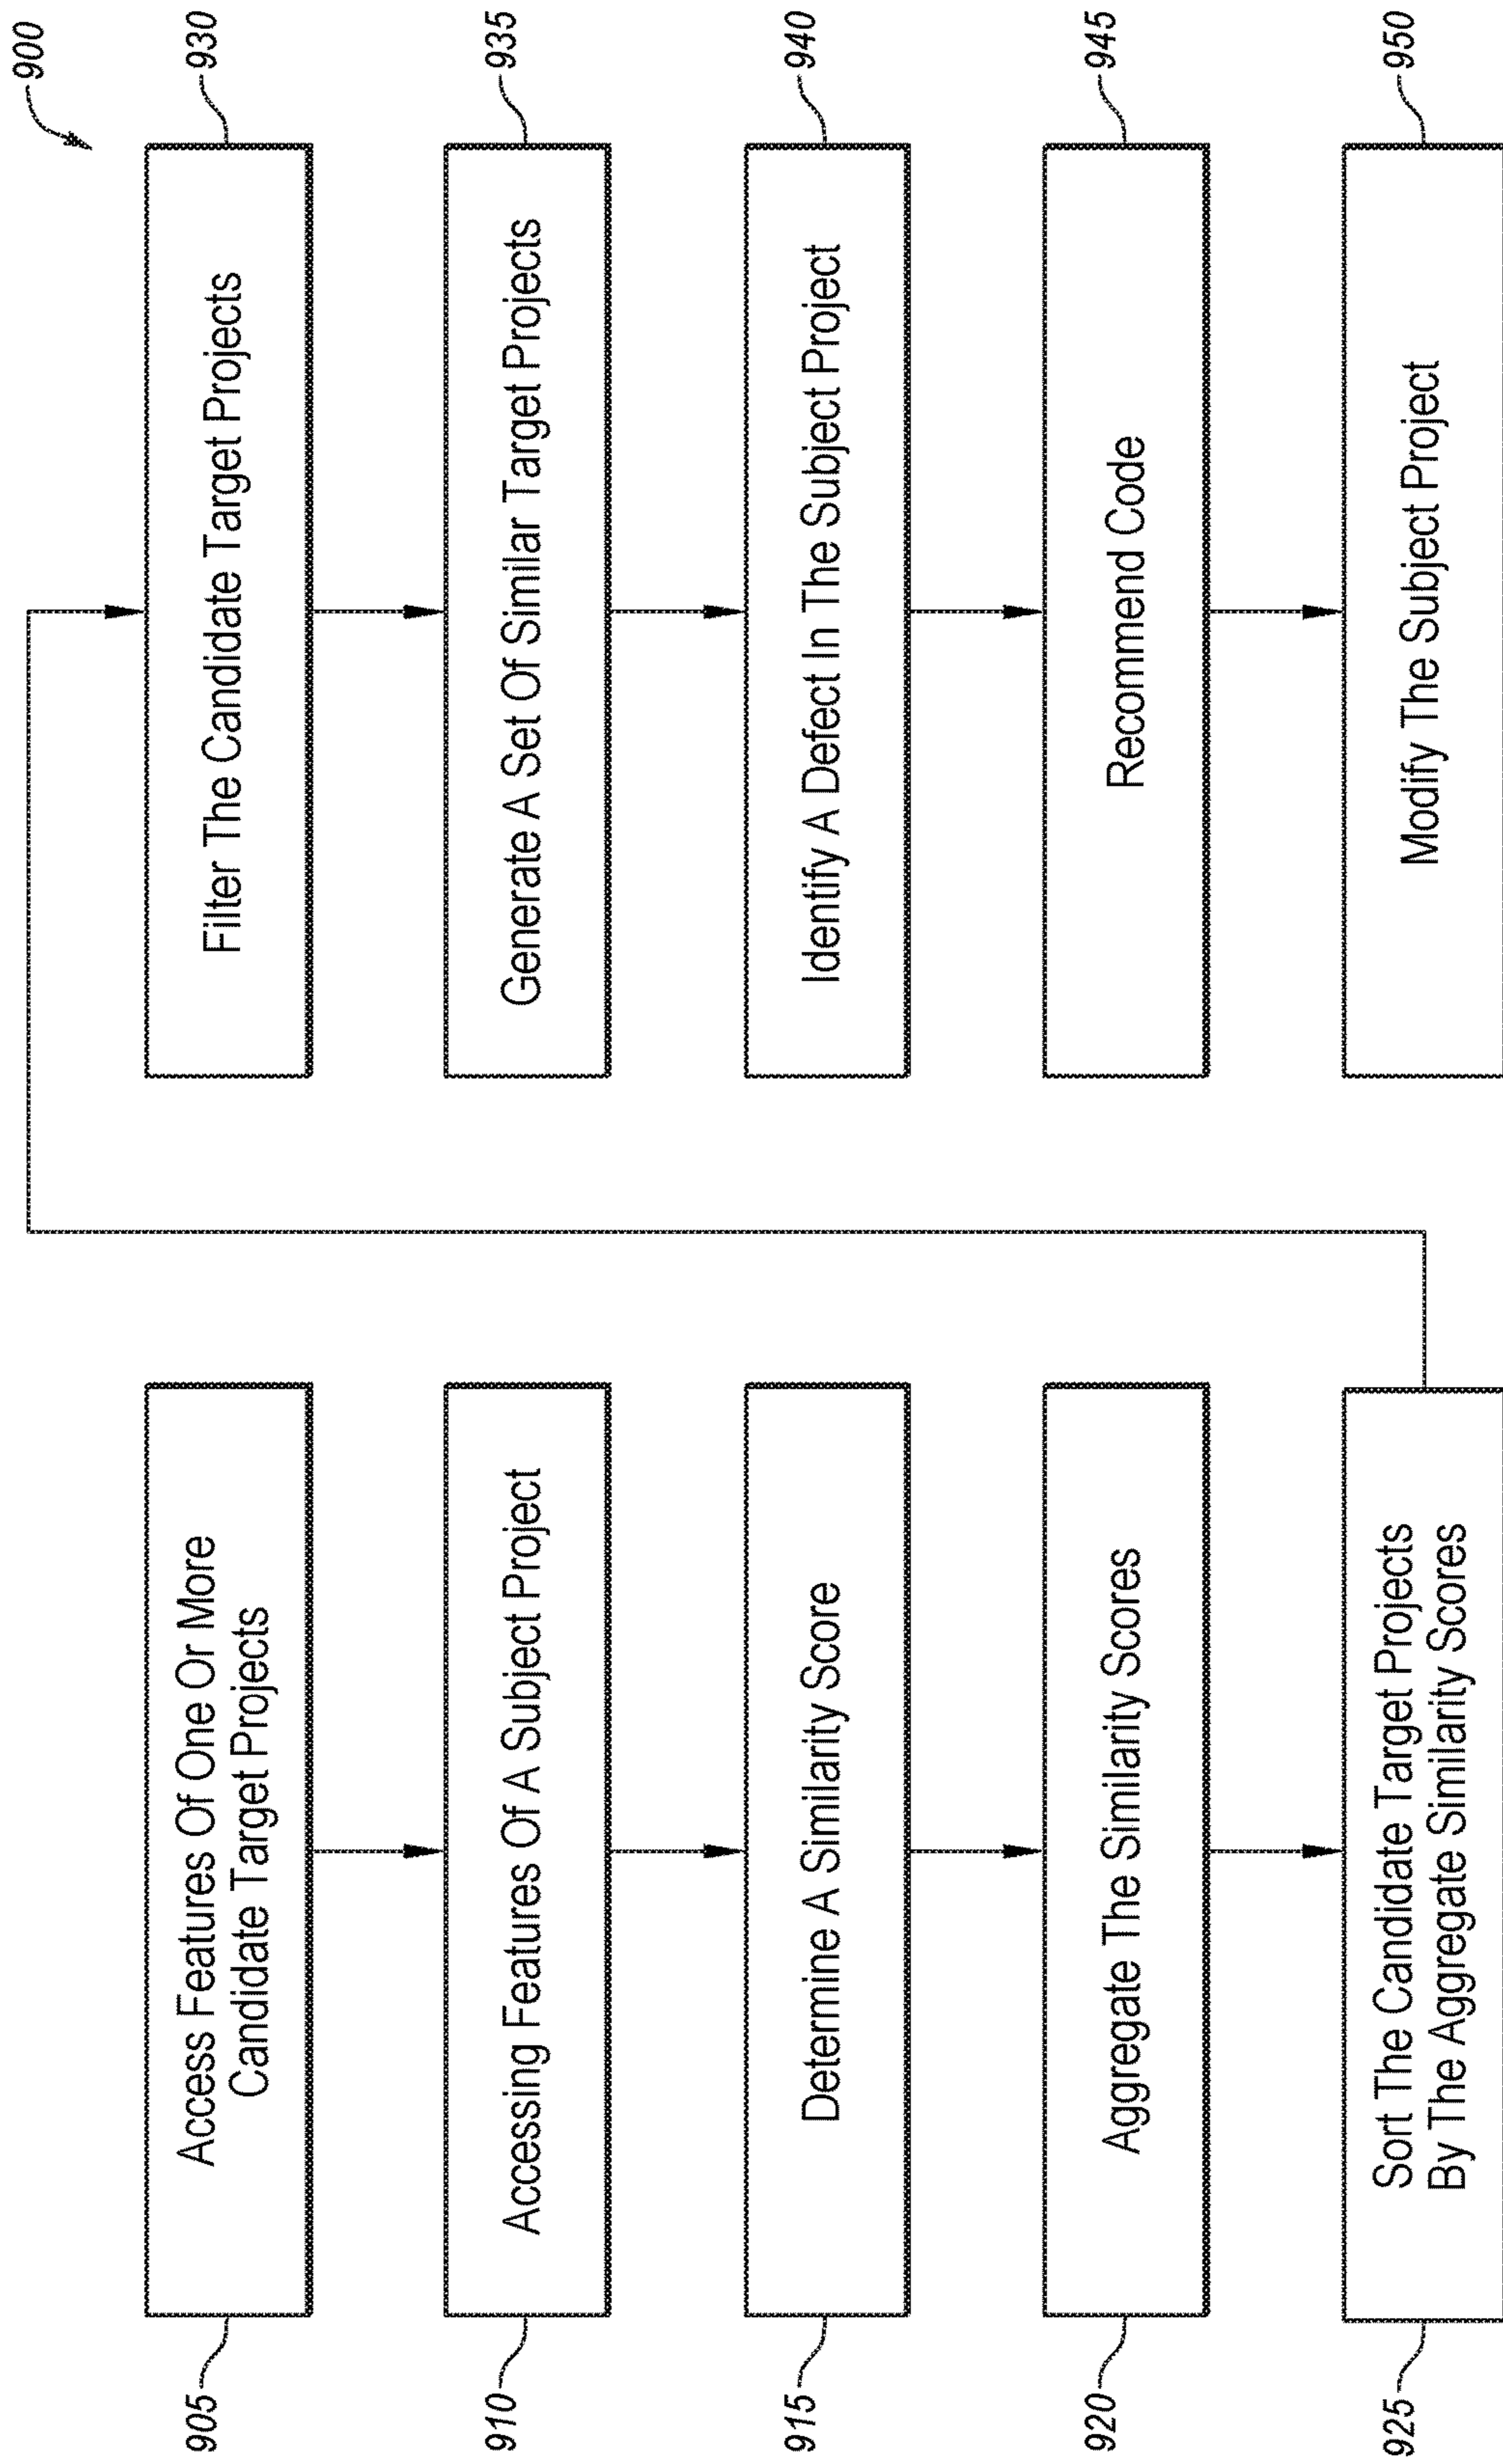 900
905
Access Features Of One Or More
Candidate Target Projects
910
Accessing Features Of A Subject Project
915
Determine A Similarity Score
920
Aggregate The Similarity Scores
925
Sort The Candidate Target Projects
By The Aggregate Similarity Scores
Filter The Candidate Target Projects
930
Generate A Set Of Similar Target Projects
935
Identify A Defect In The Subject Project
940
Recommend Code
945
Modify The Subject Project
950